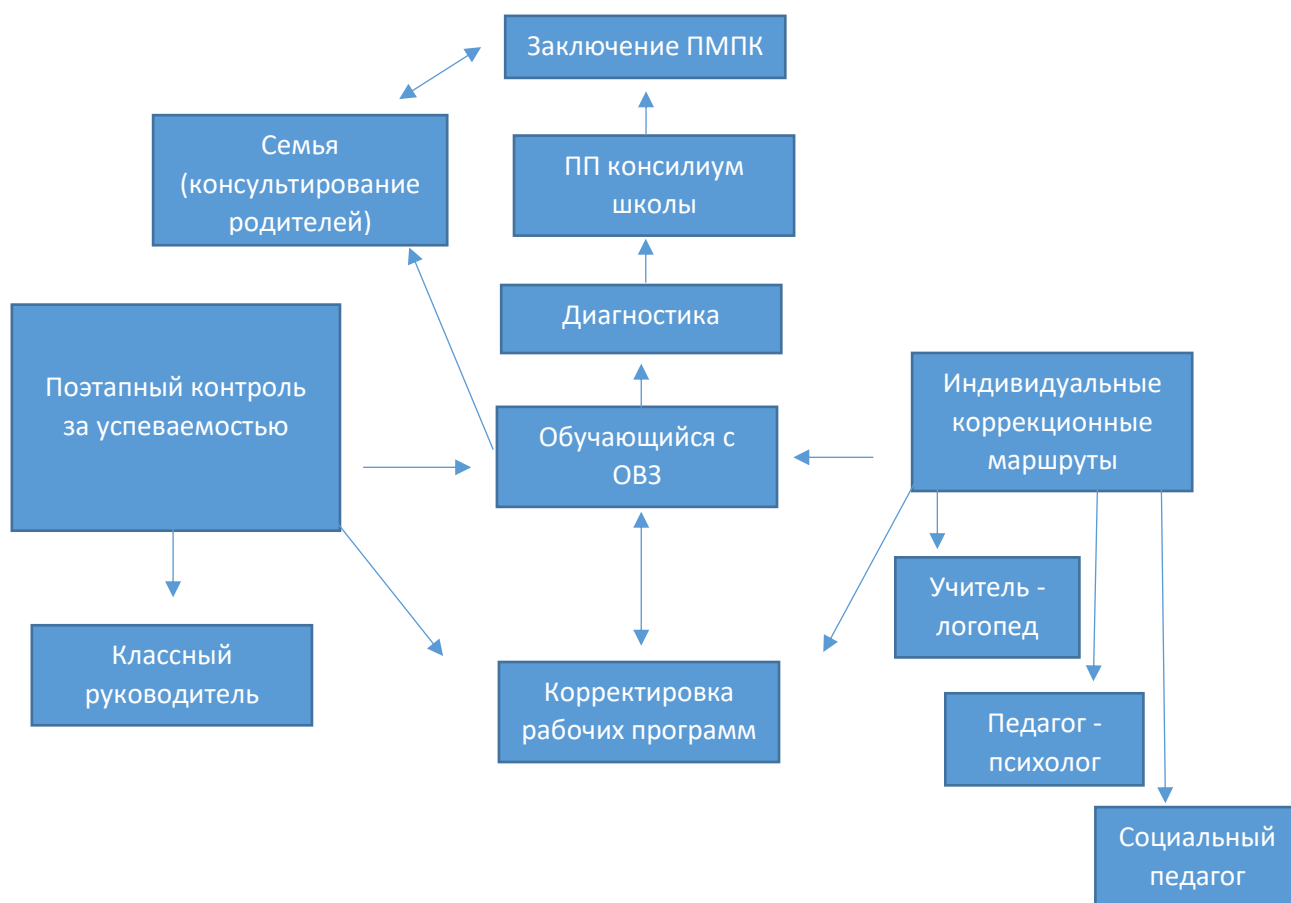 Заключение ПМПК
Семья
(консультирование
родителей)
ПП консилиум
школы
Диагностика
Поэтапный контроль
за успеваемостью
Обучающийся с
ОВЗ
Индивидуальные
коррекционные
маршруты
Учитель -
логопед
Классный
руководитель
Корректировка
рабочих программ
Педагог -
психолог
Социальный
педагог